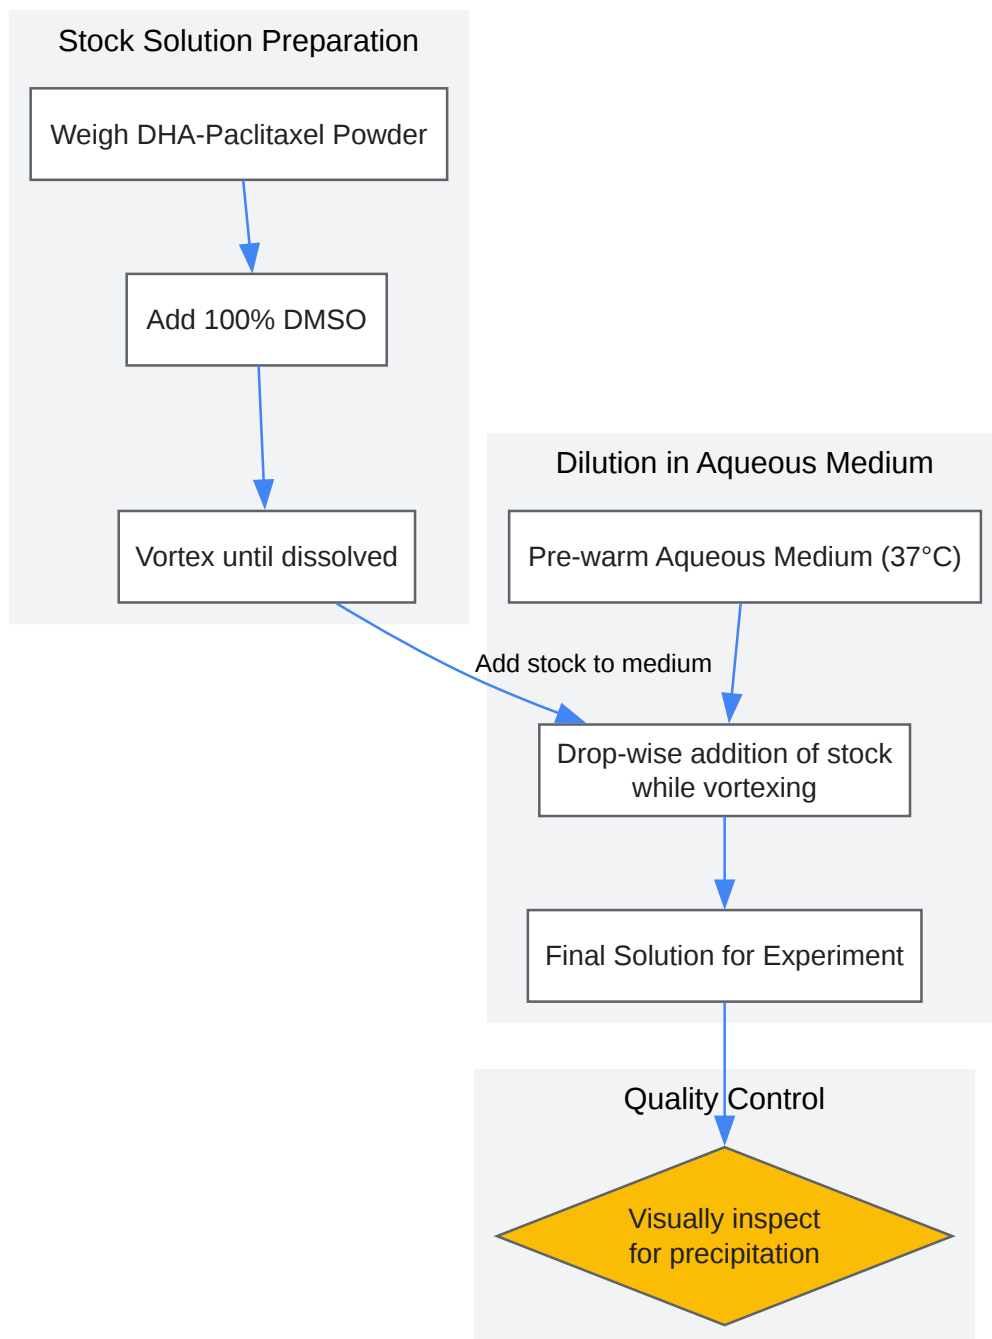 Stock Solution Preparation
Weigh DHA-Paclitaxel Powder
Add 100% DMSO
Vortex until dissolved
Dilution in Aqueous Medium
Pre-warm Aqueous Medium (37°C)
Add stock to medium
Drop-wise addition of stock
while vortexing
Final Solution for Experiment
Quality Control
Visually inspect
for precipitation